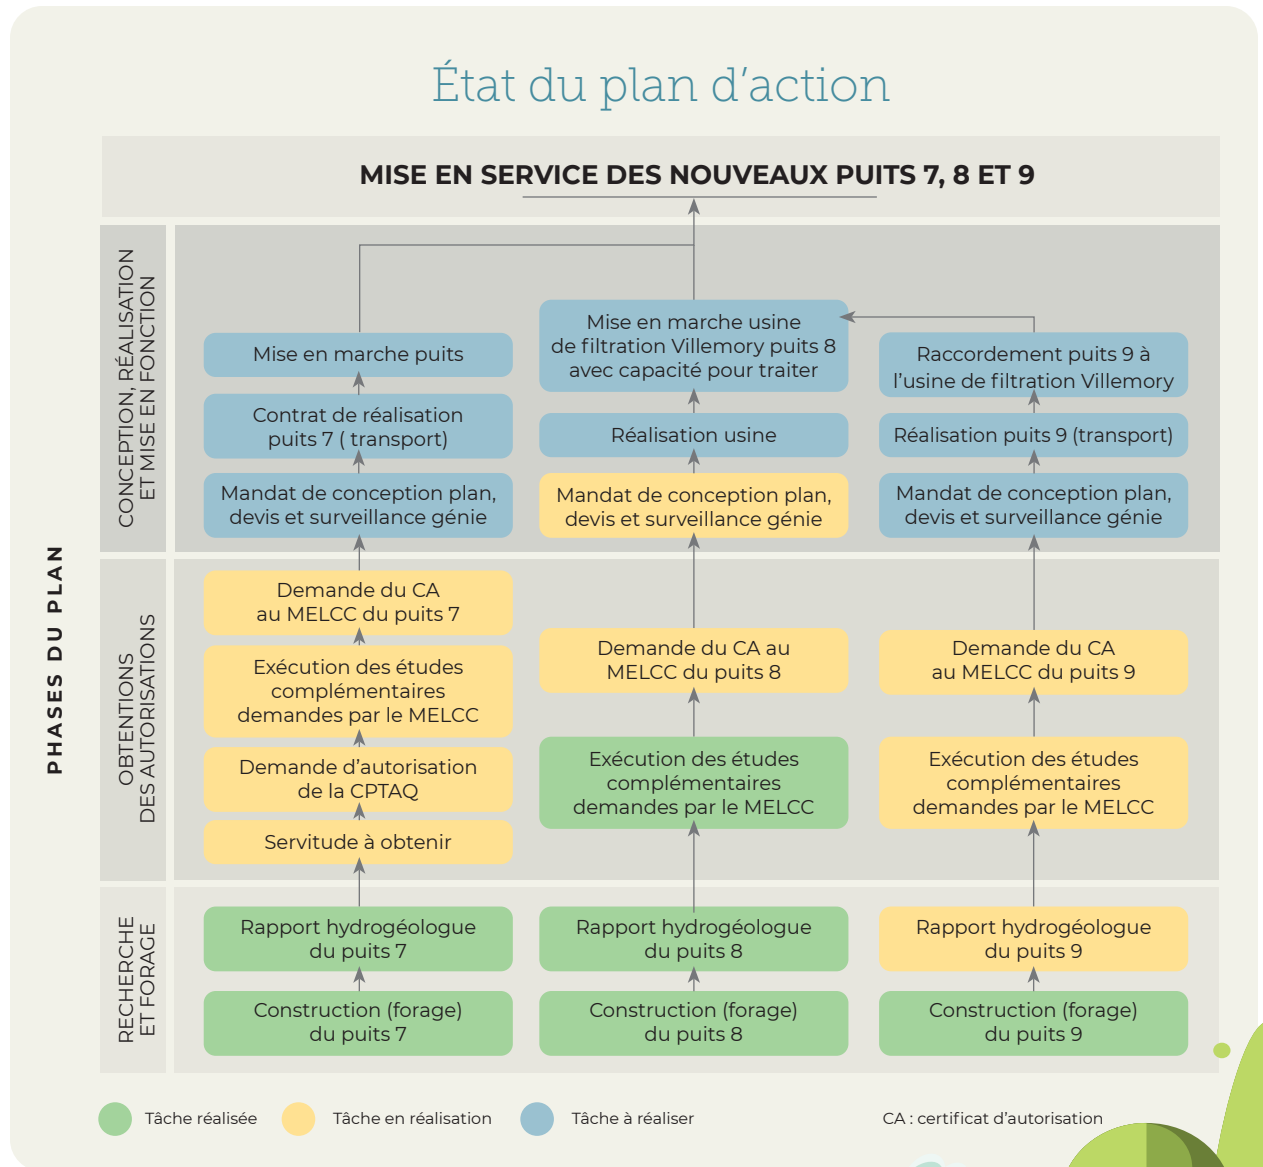 État du plan d'action
MISE EN SERVICE DES NOUVEAUX PUITS 7, 8 ET 9
PHASES DU PLAN
CONCEPTION, RÉALISATION
ET MISE EN FONCTION
Mise en marche puits
Contrat de réalisation
puits 7 ( transport)
Mandat de conception plan,
devis et surveillance génie
Mise en marche usine
de filtration Villemory puits 8
avec capacité pour traiter
Réalisation usine
Mandat de conception plan,
devis et surveillance génie
Raccordement puits 9 à
l'usine de filtration Villemory
Réalisation puits 9 (transport)
Mandat de conception plan,
devis et surveillance génie
OBTENTIONS
DES AUTORISATIONS
Demande du CA
au MELCC du puits 7
Exécution des études
complémentaires
demandes par le MELCC
Demande d'autorisation
de la CPTAQ
Servitude à obtenir
Demande du CA au
MELCC du puits 8
Exécution des études
complémentaires
demandes par le MELCC
Demande du CA
au MELCC du puits 9
Exécution des études
complémentaires
demandes par le MELCC
RECHERCHE
ET FORAGE
Rapport hydrogéologue
du puits 7
Construction (forage)
du puits 7
Rapport hydrogéologue
du puits 8
Construction (forage)
du puits 8
Rapport hydrogéologue
du puits 9
Construction (forage)
du puits 9
Tâche réalisée
Tâche en réalisation
Tâche à réaliser
CA : certificat d'autorisation